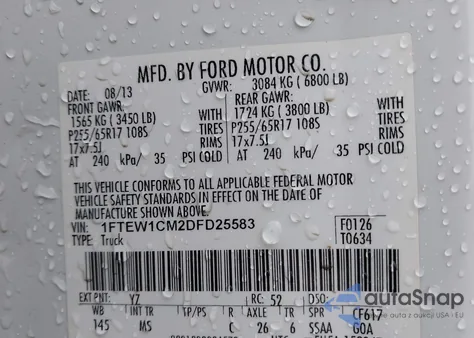 MFD. BY FORD MOTOR CO.
DATE: 08/13 GVWR: 3084 KG ( 6800 LB)
FRONT GAWR: REAR GAWR:
1565 KG ( 3450 LB) WITH 1724 KG ( 3800 LB) WITH
P255/65R17 108S TIRES P255/65R17 108S TIRES
17x7.5J RIMS 17x7.5J RIMS
AT 240 kPa/ 35 PSI COLD AT 240 kPa/ 35 PSI COLD
THIS VEHICLE CONFORMS TO ALL APPLICABLE FEDERAL MOTOR
VEHICLE SAFETY STANDARDS IN EFFECT ON THE DATE OF
MANUFACTURE SHOWN ABOVE.
VIN: 1FTEW1CM2DFD25583 F0126
TYPE: Truck T0634
EXT PNT: YZ RC: 52 DSO: CF617
WB INT TR TP/PS R AXLE TR SPR
145 MS C 26 6 SSAA GOA
autoSnap